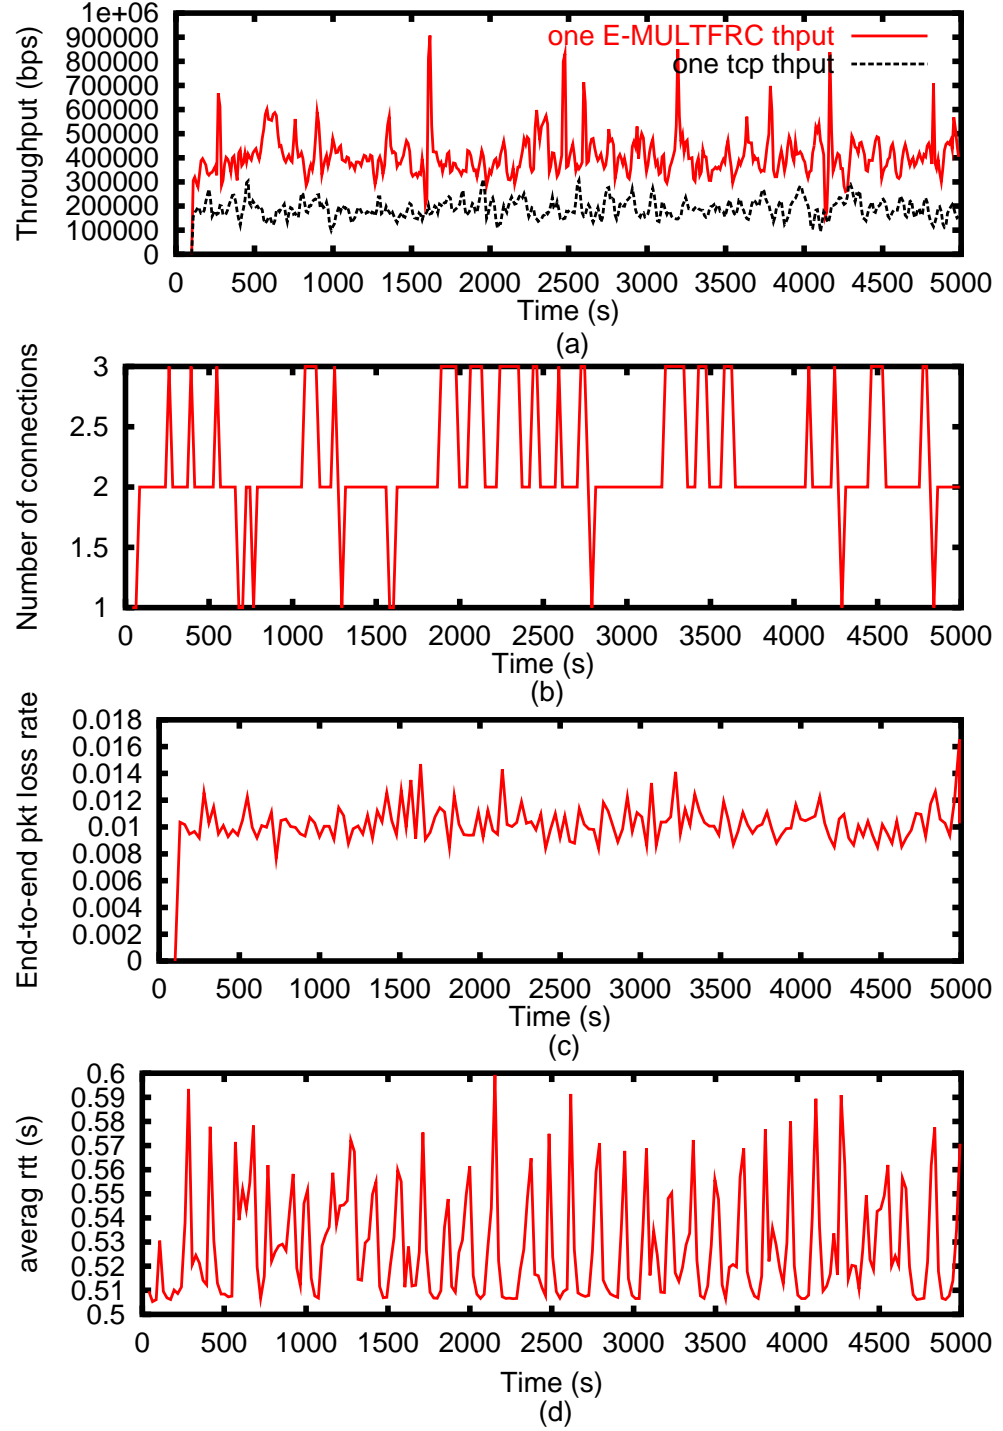 Throughput (bps)
1e+06
900000
800000
700000
600000
500000
400000
300000
200000
100000
0
one E-MULTFRC thput
one tcp thput
0 500 1000 1500 2000 2500 3000 3500 4000 4500 5000
Time (s)
(a)
Number of connections
3
2.5
2
1.5
1
0 500 1000 1500 2000 2500 3000 3500 4000 4500 5000
Time (s)
(b)
End-to-end pkt loss rate
0.018
0.016
0.014
0.012
0.01
0.008
0.006
0.004
0.002
0
0 500 1000 1500 2000 2500 3000 3500 4000 4500 5000
Time (s)
(c)
averag rtt (s)
0.6
0.59
0.58
0.57
0.56
0.55
0.54
0.53
0.52
0.51
0.5
0 500 1000 1500 2000 2500 3000 3500 4000 4500 5000
Time (s)
(d)